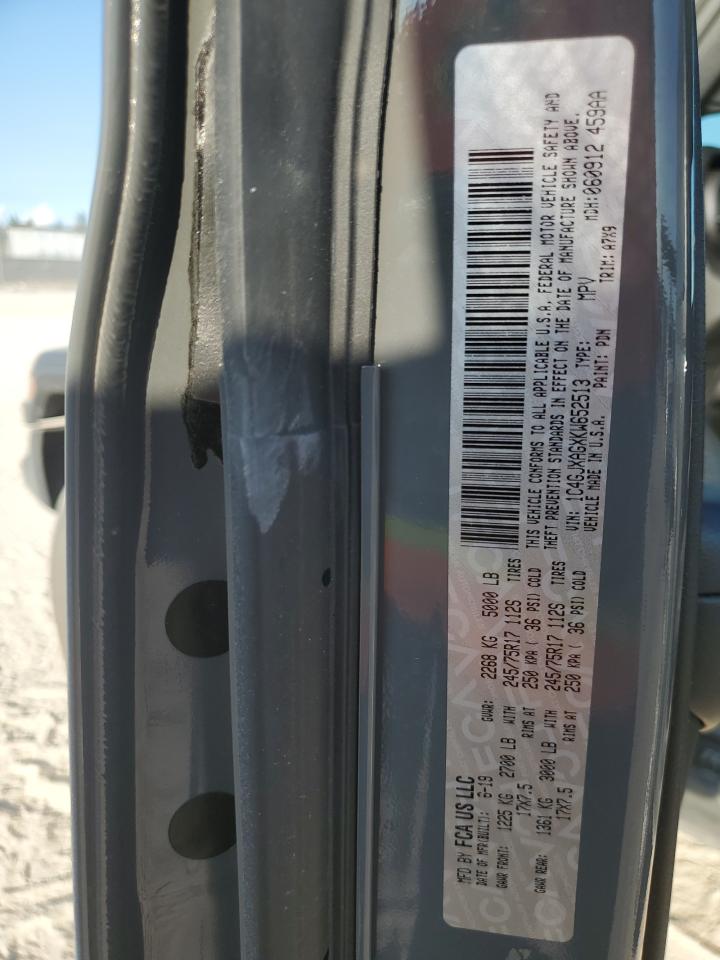 MFD BY FCA US LLC
DATE OF MFR(BUILT): 6-19
GVWR: 2268 KG 5000 LB
GAWR FRONT: 1225 KG 2700 LB WITH 245/75R17 112S TIRES
17X7.5 RIMS AT 250 KPA ( 36 PSI) COLD
GAWR REAR: 1361 KG 3000 LB WITH 245/75R17 112S TIRES
17X7.5 RIMS AT 250 KPA ( 36 PSI) COLD
THIS VEHICLE CONFORMS TO ALL APPLICABLE U.S.A. FEDERAL MOTOR VEHICLE SAFETY AND
THEFT PREVENTION STANDARDS IN EFFECT ON THE DATE OF MANUFACTURE SHOWN ABOVE.
VIN: 1C4GJXAGXKW652513 TYPE: MPV MDH:060912 459AA
VEHICLE MADE IN U.S.A. PAINT: PDN TRIM: A7X9